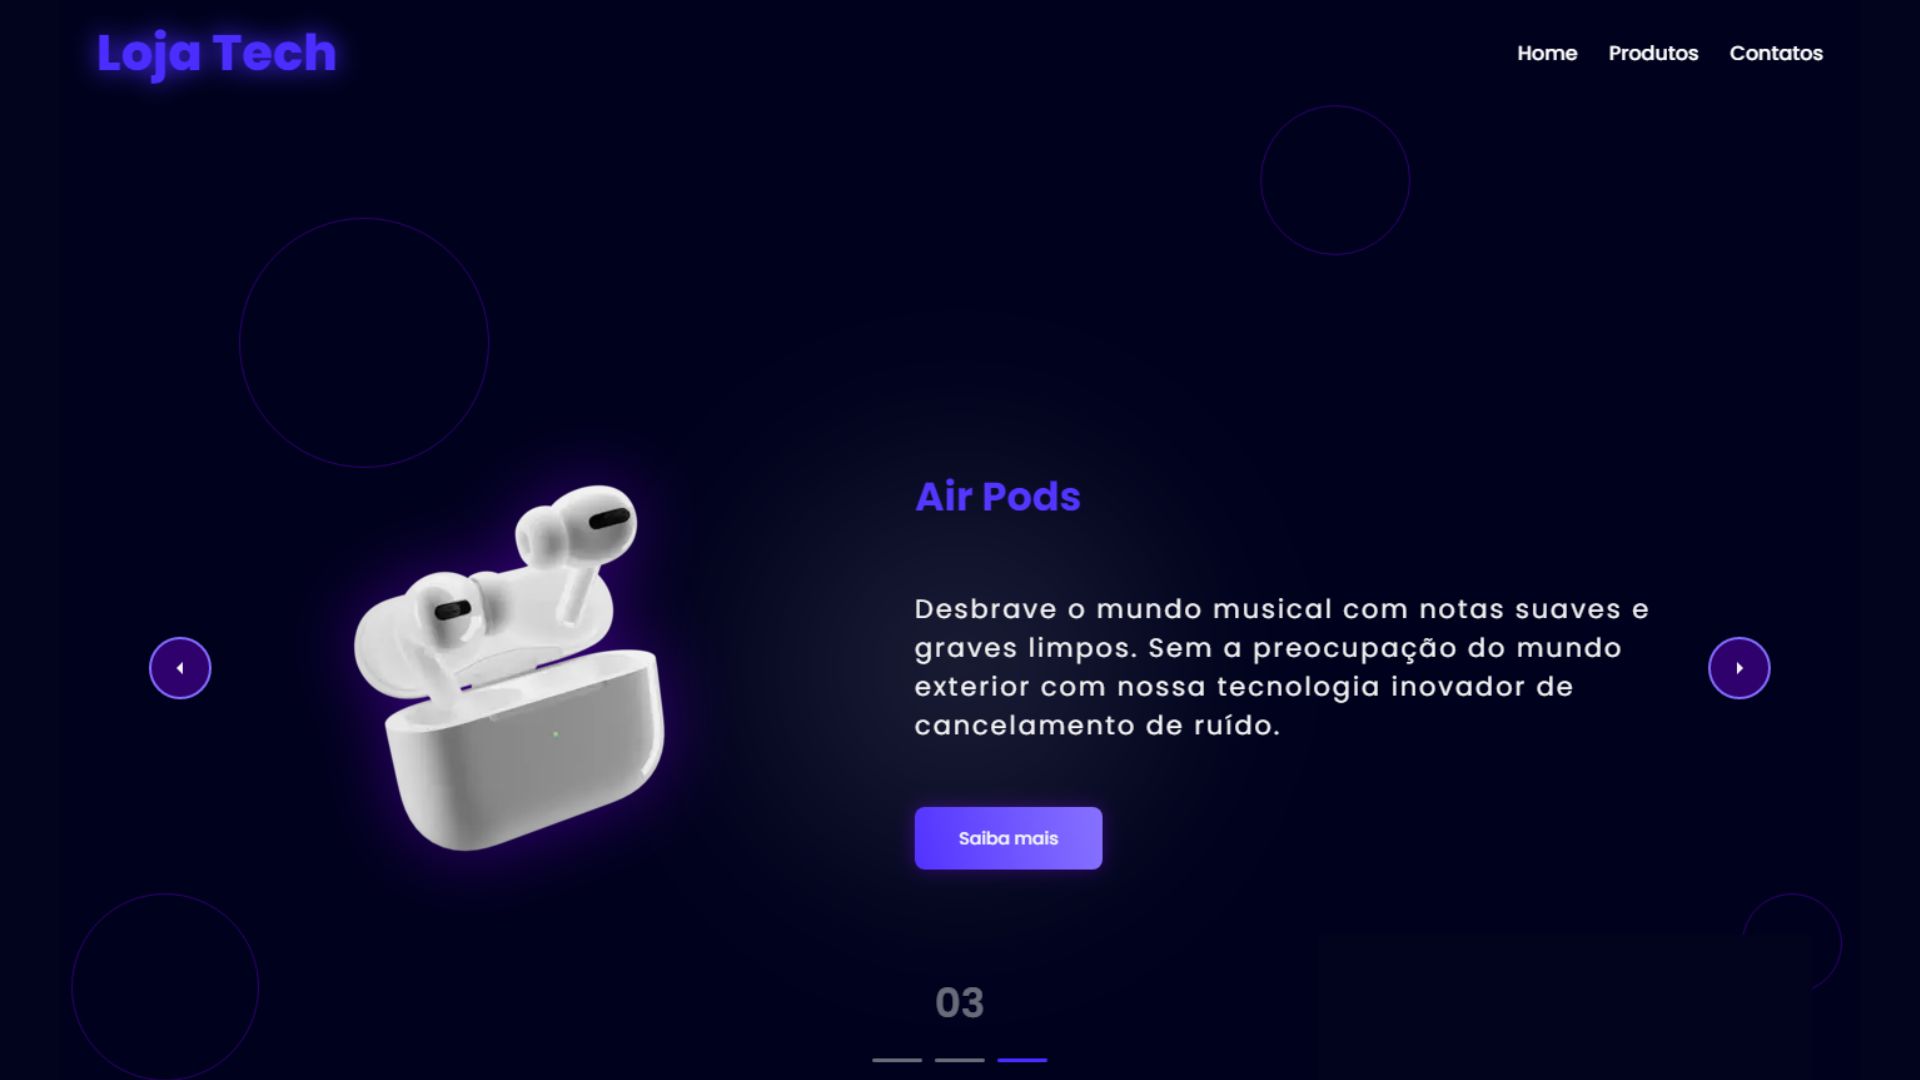 Loja Tech
Home Produtos Contatos
Air Pods
Desbrave o mundo musical com notas suaves e
graves limpos. Sem a preocupação do mundo
exterior com nossa tecnologia inovador de
cancelamento de ruído.
Saiba mais
03